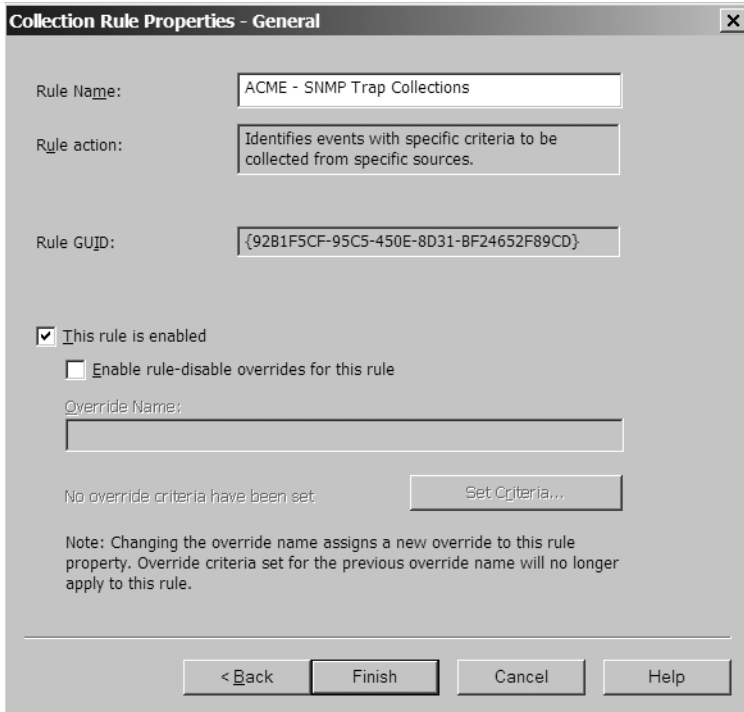 Collection Rule Properties - General
Rule Name:
ACME - SNMP Trap Collections
Rule action:
Identifies events with specific criteria to be
collected from specific sources.
Rule GUID:
{92B1F5CF-95C5-450E-8D31-BF24652F89CD}
This rule is enabled
Enable rule-disable overrides for this rule
Override Name:
No override criteria have been set
Set Criteria...
Note: Changing the override name assigns a new override to this rule
property. Override criteria set for the previous override name will no longer
apply to this rule.
< Back
Finish
Cancel
Help